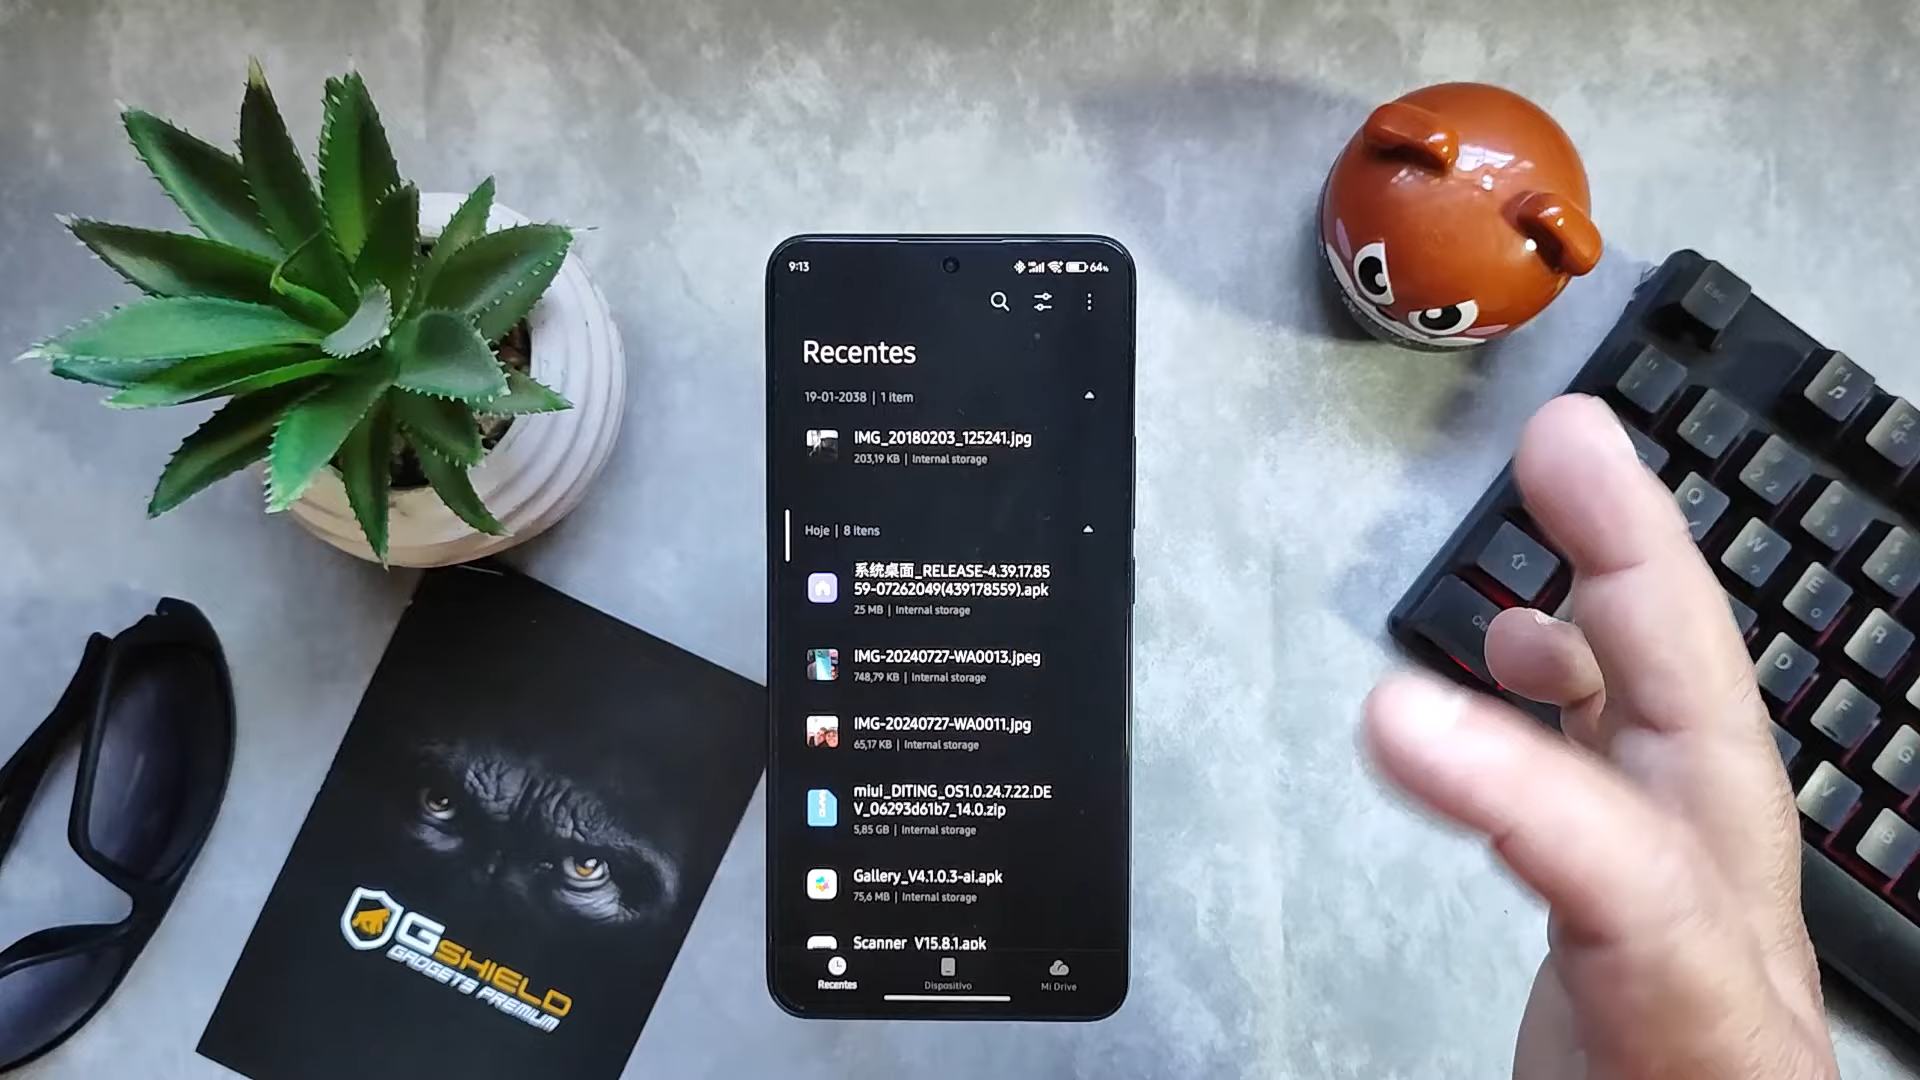 9:13
64%
Recentes
19-01-2038 | 1 item
IMG_20180203_125241.jpg
203,19 KB | Internal storage
Hoje | 8 itens
系统桌面_RELEASE-4.39.17.85
59-07262049(439178559).apk
25 MB | Internal storage
IMG-20240727-WA0013.jpeg
748,79 KB | Internal storage
IMG-20240727-WA0011.jpg
65,17 KB | Internal storage
miui_DITING_OS1.0.24.7.22.DE
V_06293d61b7_14.0.zip
5,85 GB | Internal storage
Gallery_V4.1.0.3-ai.apk
75,6 MB | Internal storage
Scanner_V15.8.1.apk
Recentes
Dispositivo
Mi Drive
GSHIELD
GADGETS PREMIUM
Esc
F1
F2
Q
W
E
R
D
F
G
V
B